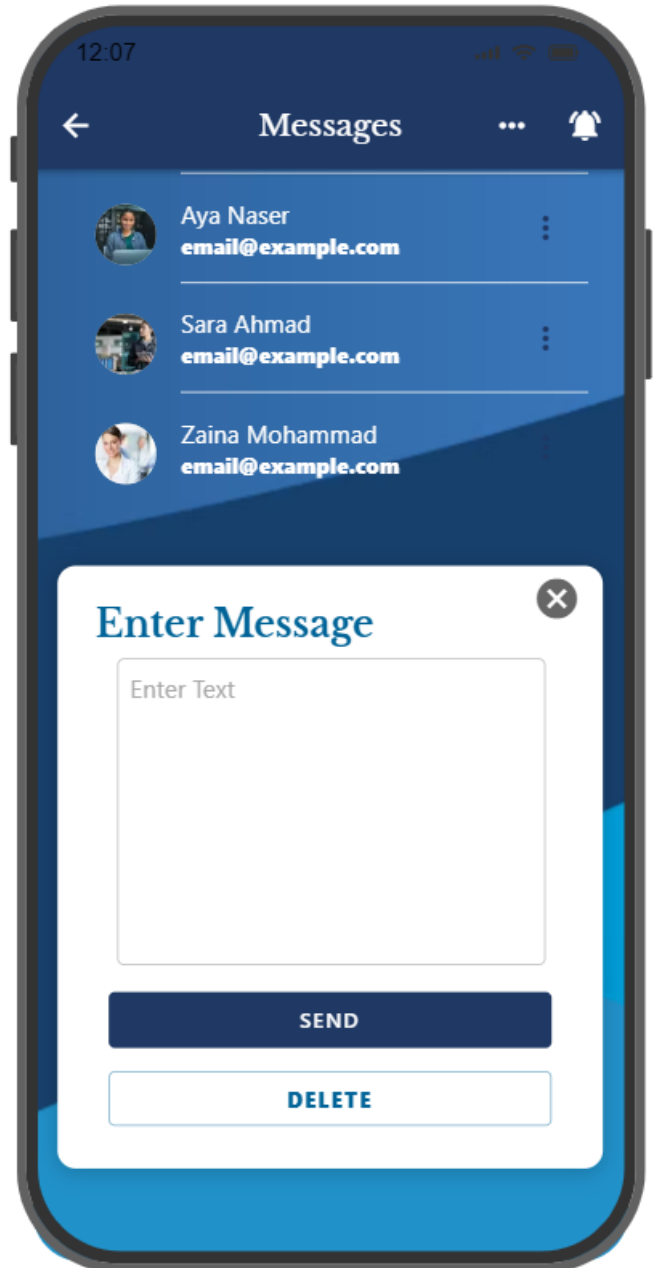 12:07
Messages
Aya Naser
email@example.com
Sara Ahmad
email@example.com
Zaina Mohammad
email@example.com
Enter Message
Enter Text
SEND
DELETE